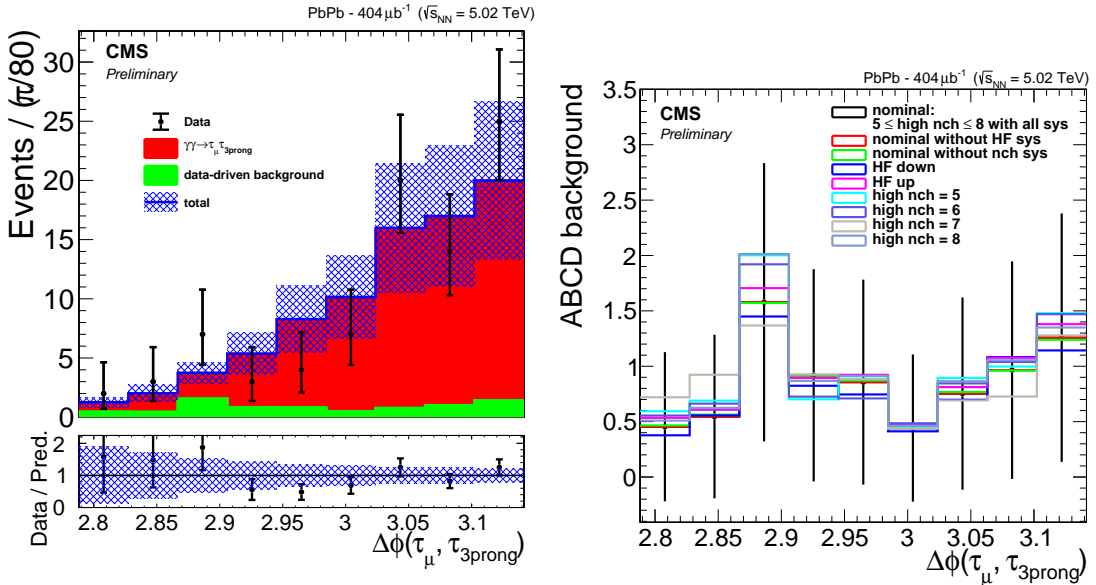 PbPb - 404 μb⁻¹ (√s_NN = 5.02 TeV)
CMS
Preliminary
Data
γγ→τ_μ τ_3prong
data-driven background
total
Events / (π/80)
30
25
20
15
10
5
0
Data / Pred.
2
1
0
2.8 2.85 2.9 2.95 3 3.05 3.1
Δϕ(τ_μ, τ_3prong)
PbPb - 404 μb⁻¹ (√s_NN = 5.02 TeV)
CMS
Preliminary
nominal:
5 ≤ high nch ≤ 8 with all sys
nominal without HF sys
nominal without nch sys
HF down
HF up
high nch = 5
high nch = 6
high nch = 7
high nch = 8
ABCD background
3.5
3
2.5
2
1.5
1
0.5
0
2.8 2.85 2.9 2.95 3 3.05 3.1
Δϕ(τ_μ, τ_3prong)